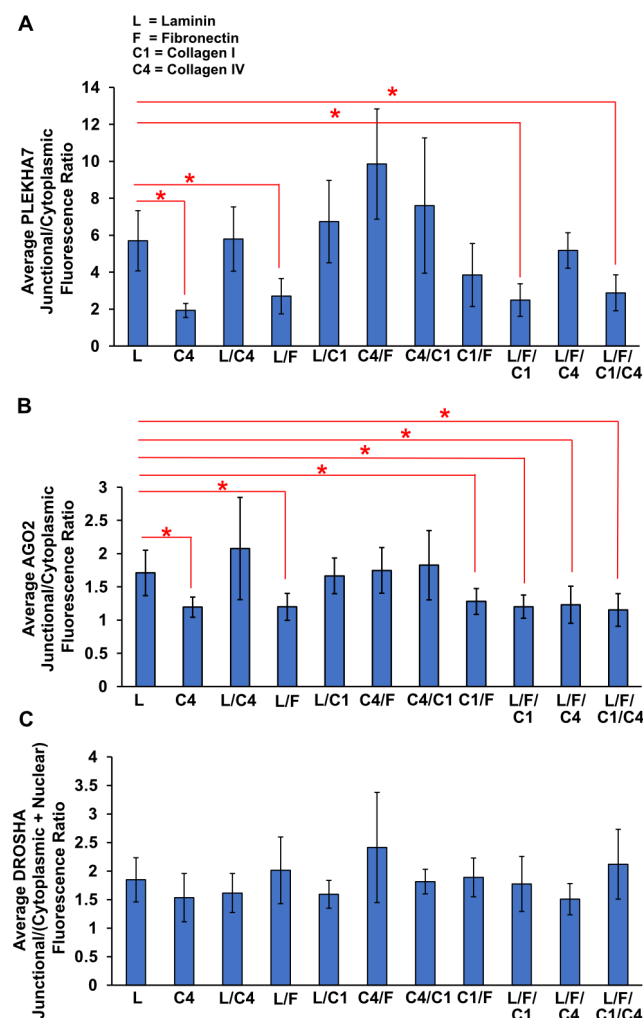 A
L = Laminin
F = Fibronectin
C1 = Collagen I
C4 = Collagen IV
Average PLEKHA7
Junctional/Cytoplasmic
Fluorescence Ratio
14
12
10
8
6
4
2
0
*
*
*
*
L C4 L/C4 L/F L/C1 C4/F C4/C1 C1/F L/F/ L/F/ L/F/
C1 C4 C1/C4
B
Average AGO2
Junctional/Cytoplasmic
Fluorescence Ratio
3
2.5
2
1.5
1
0.5
0
*
*
*
*
*
*
L C4 L/C4 L/F L/C1 C4/F C4/C1 C1/F L/F/ L/F/ L/F/
C1 C4 C1/C4
C
Average DROSHA
Junctional/(Cytoplasmic + Nuclear)
Fluorescence Ratio
4
3.5
3
2.5
2
1.5
1
0.5
0
L C4 L/C4 L/F L/C1 C4/F C4/C1 C1/F L/F/ L/F/ L/F/
C1 C4 C1/C4